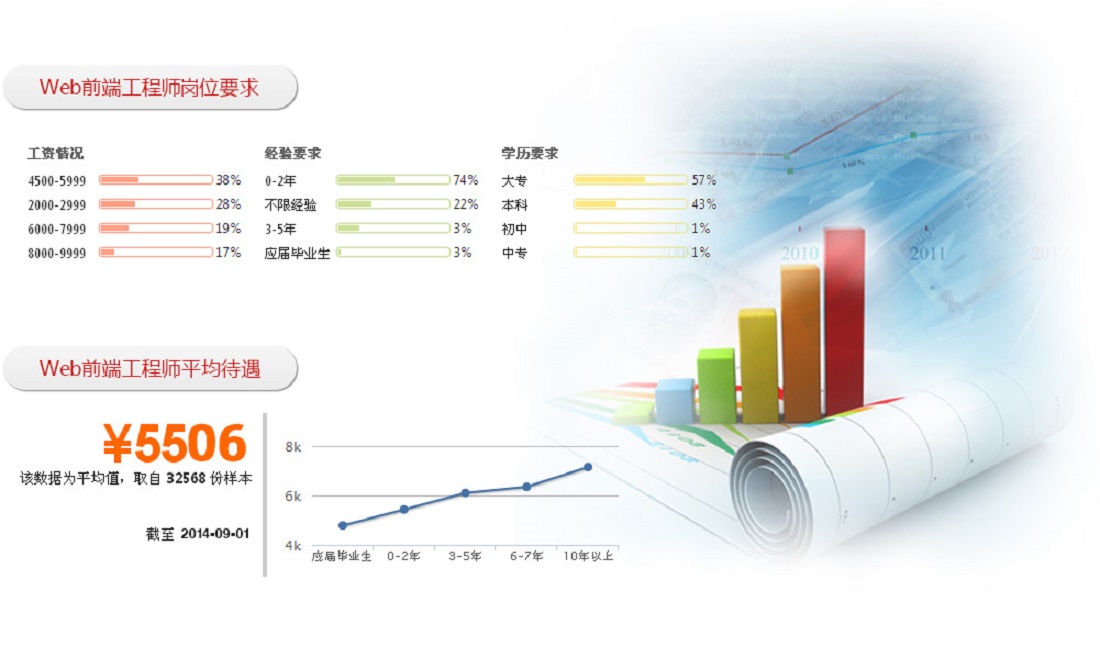 Web前端工程师岗位要求
工资情况 经验要求 学历要求
4500-5999 38% 0-2年 74% 大专 57%
2000-2999 28% 不限经验 22% 本科 43%
6000-7999 19% 3-5年 3% 初中 1%
8000-9999 17% 应届毕业生 3% 中专 1%
2010 2011 2012
Web前端工程师平均待遇
¥5506
该数据为平均值，取自 32568 份样本
截至 2014-09-01
8k
6k
4k
应届毕业生 0-2年 3-5年 6-7年 10年以上